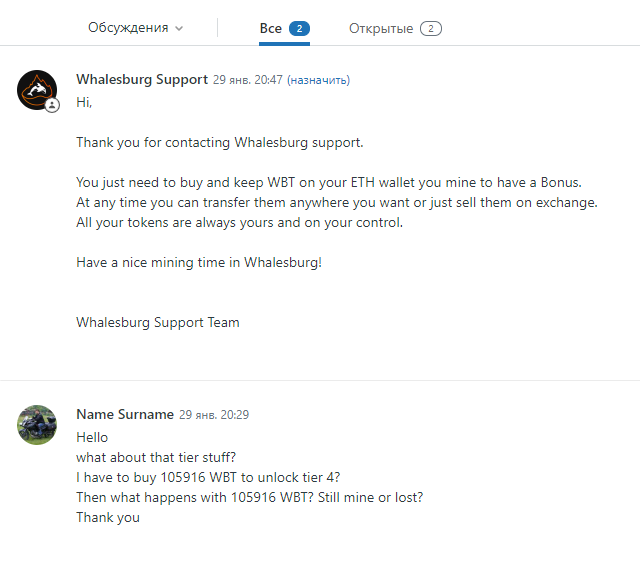 Обсуждения
Все 2
Открытые 2
Whalesburg Support 29 янв. 20:47 (назначить)
Hi,
Thank you for contacting Whalesburg support.
You just need to buy and keep WBT on your ETH wallet you mine to have a Bonus.
At any time you can transfer them anywhere you want or just sell them on exchange.
All your tokens are always yours and on your control.
Have a nice mining time in Whalesburg!
Whalesburg Support Team
Name Surname 29 янв. 20:29
Hello
what about that tier stuff?
I have to buy 105916 WBT to unlock tier 4?
Then what happens with 105916 WBT? Still mine or lost?
Thank you